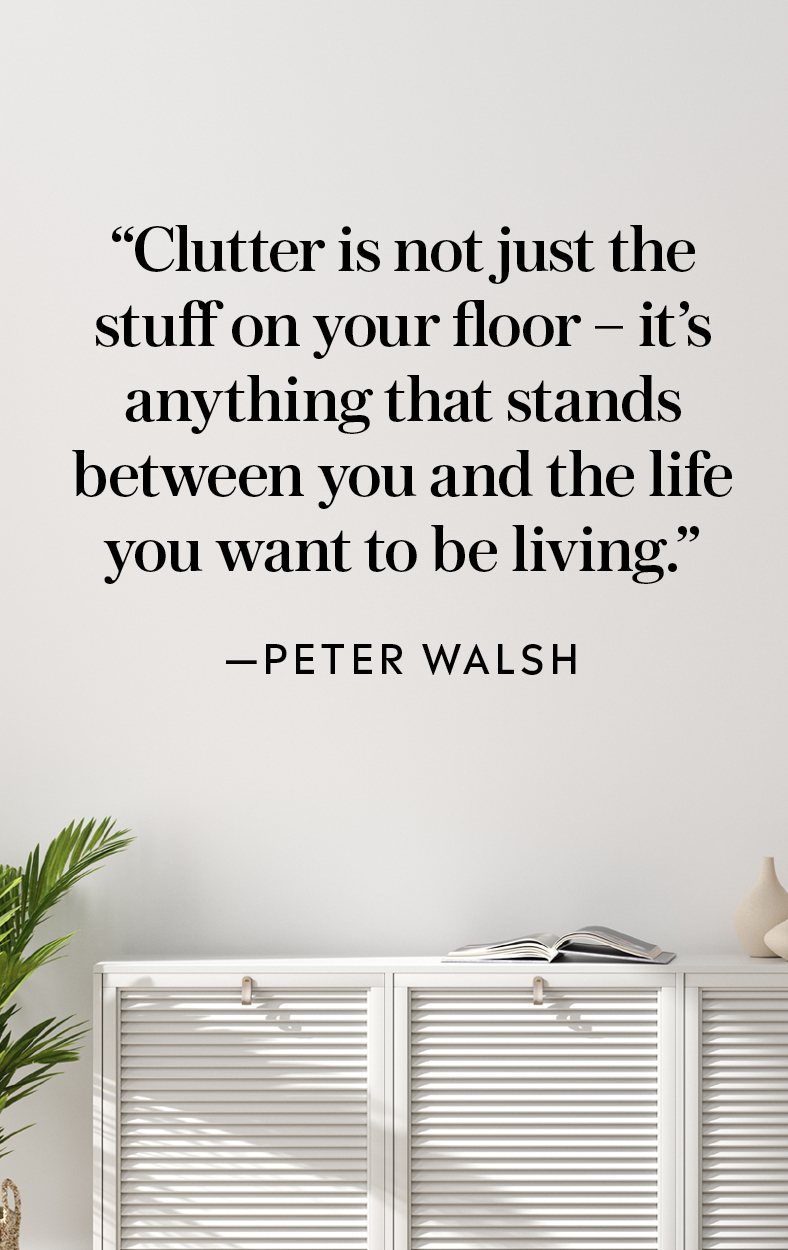 “Clutter is not just the
stuff on your floor – it’s
anything that stands
between you and the life
you want to be living.”
—PETER WALSH